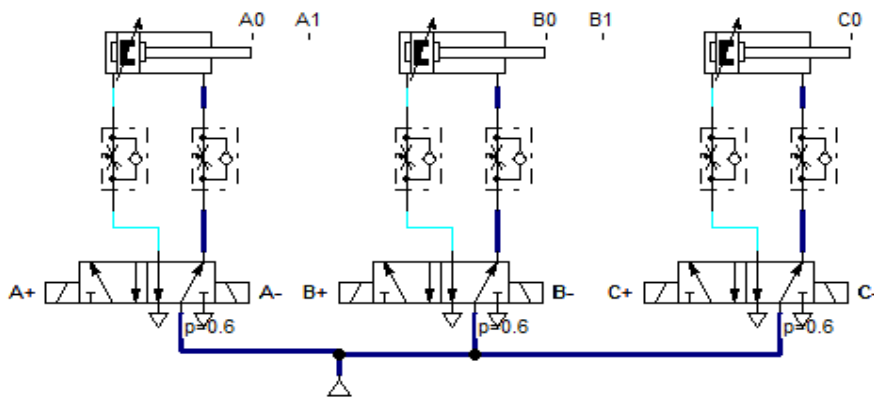 A0 A1 B0 B1 C0
A+ A- B+ B- C+ C-
p=0.6 p=0.6 p=0.6